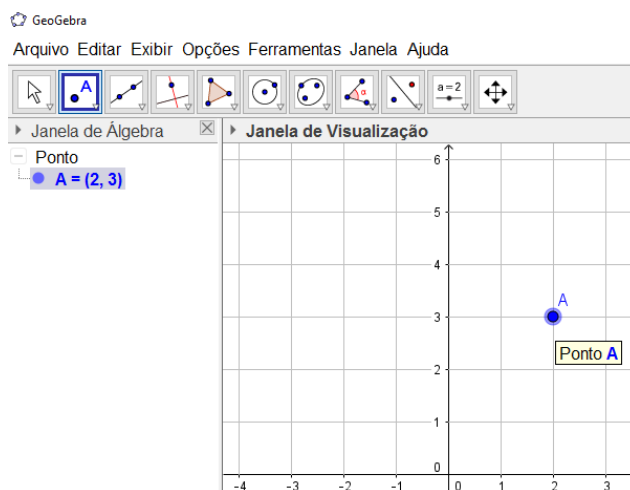 GeoGebra
Arquivo Editar Exibir Opções Ferramentas Janela Ajuda
A
α
a = 2
Janela de Álgebra
Janela de Visualização
Ponto
A = (2, 3)
6
5
4
3
2
1
0
A
Ponto A
-4 -3 -2 -1 0 1 2 3